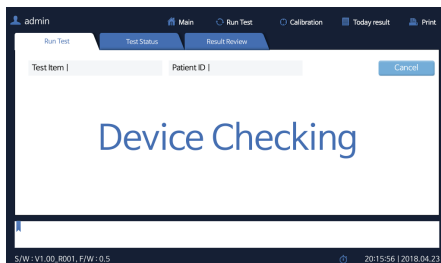 admin
Main
Run Test
Calibration
Today result
Print
Run Test
Test Status
Result Review
Test Item |
Patient ID |
Cancel
Device Checking
S/W : V1.00_R001, F/W : 0.5
20:15:56 | 2018.04.23